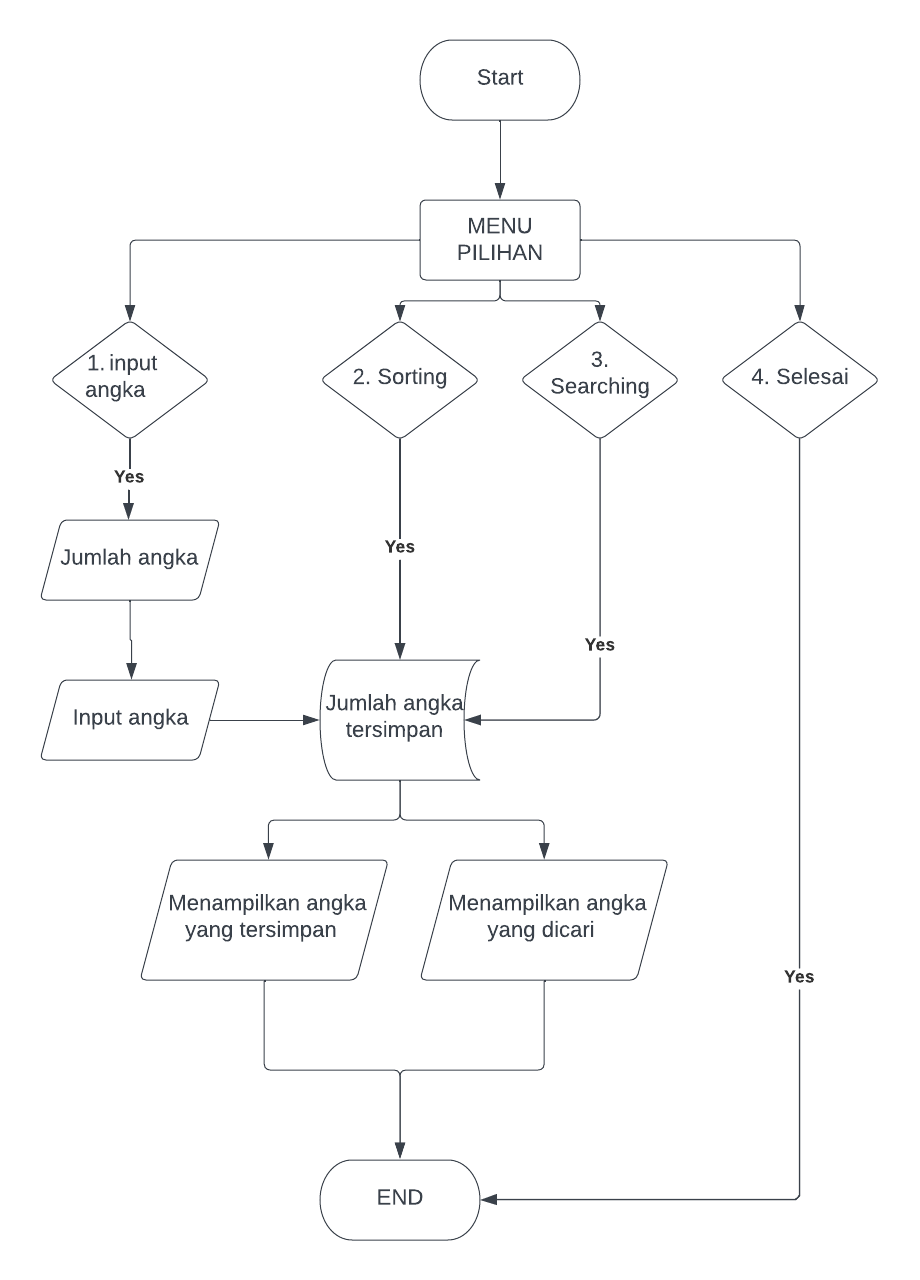 Start
MENU
PILIHAN
1. input
angka
2. Sorting
3.
Searching
4. Selesai
Yes
Jumlah angka
Yes
Yes
Input angka
Jumlah angka
tersimpan
Menampilkan angka
yang tersimpan
Menampilkan angka
yang dicari
Yes
END